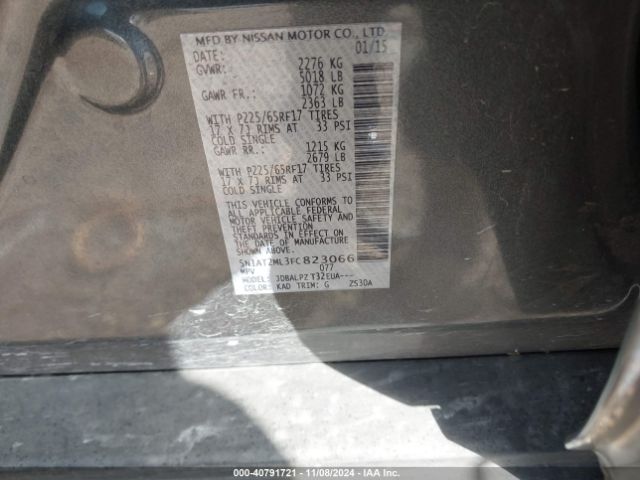 MFD BY NISSAN MOTOR CO., LTD
DATE: 01/15
GVWR: 2276 KG
5018 LB
GAWR FR.: 1072 KG
2363 LB
WITH P225/65RF17 TIRES
17 X 7J RIMS AT 33 PSI
COLD SINGLE
GAWR RR.: 1215 KG
2679 LB
WITH P225/65RF17 TIRES
17 X 7J RIMS AT 33 PSI
COLD SINGLE
THIS VEHICLE CONFORMS TO
ALL APPLICABLE FEDERAL
MOTOR VEHICLE SAFETY AND
THEFT PREVENTION
STANDARDS IN EFFECT ON
THE DATE OF MANUFACTURE
SHOWN ABOVE.
5N1AT2ML3FC823066
MPV 077
MODEL: JDBALPZ T32EUA---
COLOR: KAD TRIM: G ZS30A
000-40791721 | 11/08/2024 | IAA Inc.